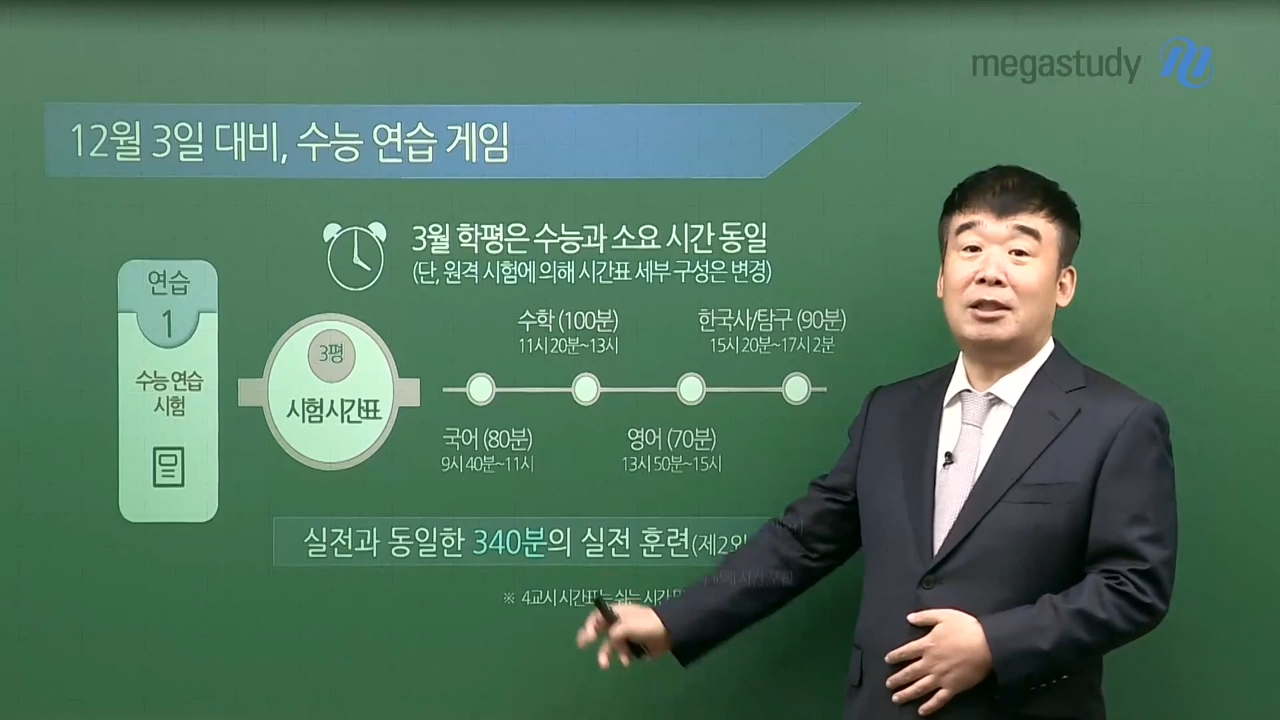 megastudy
12월 3일 대비, 수능 연습 게임
3월 학평은 수능과 소요 시간 동일
(단, 원격 시험에 의해 시간표 세부 구성은 변경)
연습
1
수능 연습
시험
3평
시험 시간표
수학 (100분)
11시 20분~13시
한국사/탐구 (90분)
15시 20분~17시 2분
국어 (80분)
9시 40분~11시
영어 (70분)
13시 50분~15시
실전과 동일한 340분의 실전 훈련(제2외
※ 4교시 시간표는 쉬는 시간 및